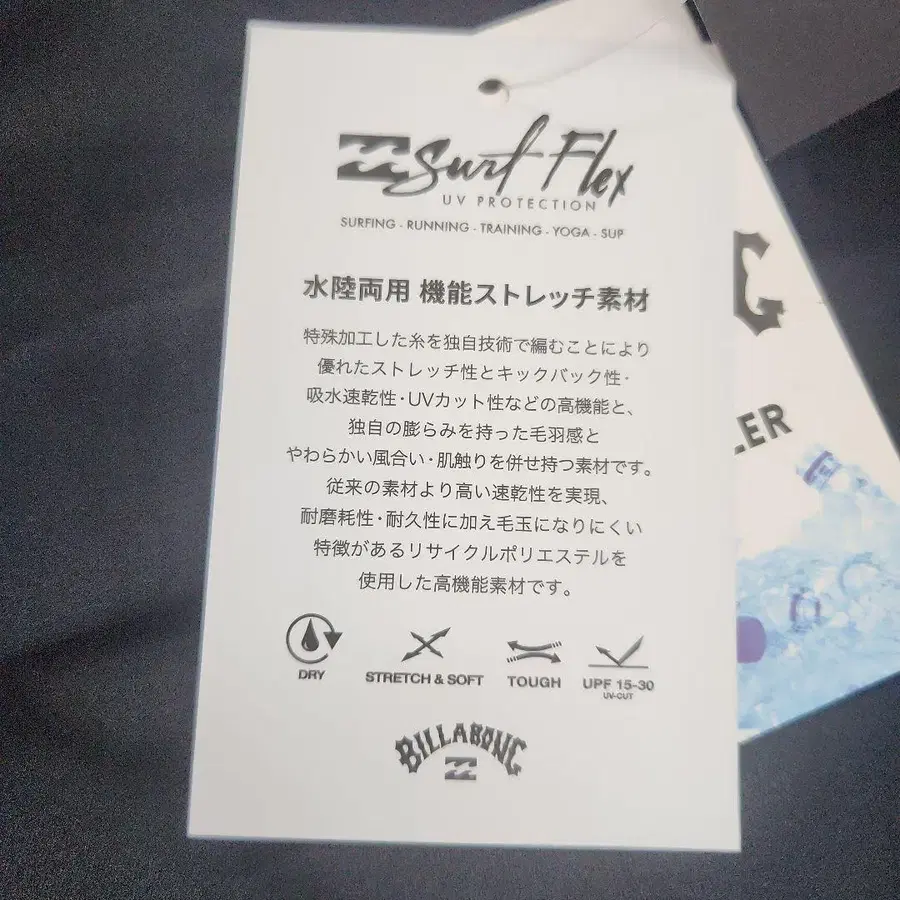 Surf Flex
UV PROTECTION
SURFING - RUNNING - TRAINING - YOGA - SUP
水陸両用 機能ストレッチ素材
特殊加工した糸を独自技術で編むことにより
優れたストレッチ性とキックバック性・
吸水速乾性・UVカット性などの高機能と、
独自の膨らみを持った毛羽感と
やわらかい風合い・肌触りを併せ持つ素材です。
従来の素材より高い速乾性を実現、
耐磨耗性・耐久性に加え毛玉になりにくい
特徴があるリサイクルポリエステルを
使用した高機能素材です。
DRY
STRETCH & SOFT
TOUGH
UPF 15-30
UV-CUT
BILLABONG
G
LER